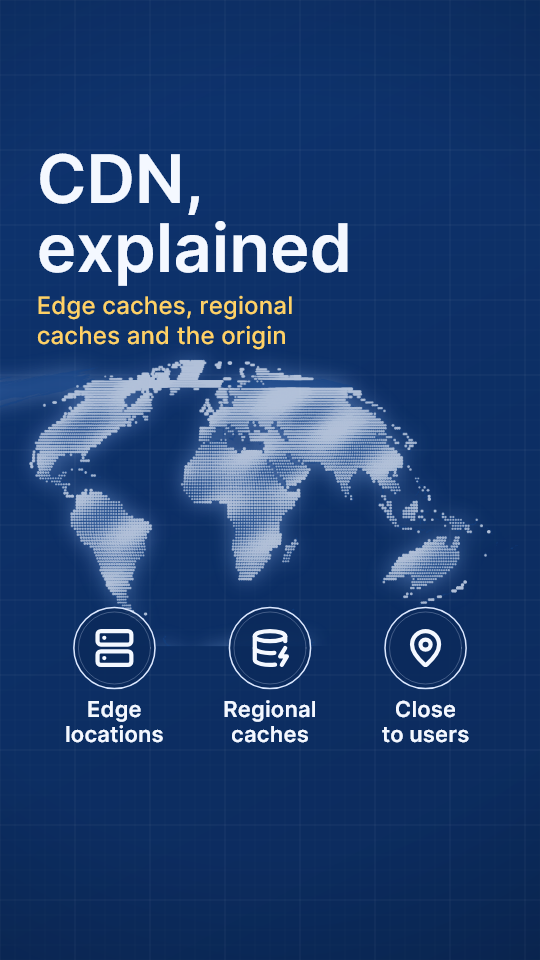 CDN,
explained
Edge caches, regional
caches and the origin
Edge
locations
Regional
caches
Close
to users